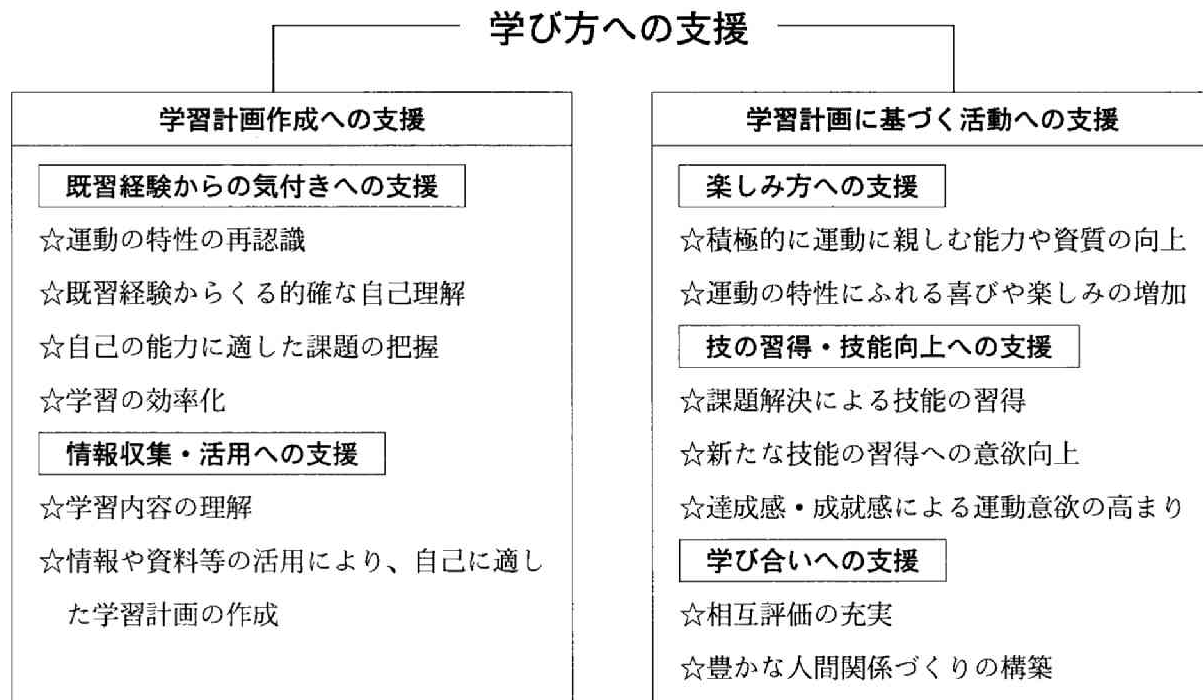 学び方への支援
学習計画作成への支援
既習経験からの気付きへの支援
☆運動の特性の再認識
☆既習経験からくる的確な自己理解
☆自己の能力に適した課題の把握
☆学習の効率化
情報収集・活用への支援
☆学習内容の理解
☆情報や資料等の活用により、自己に適し
た学習計画の作成
学習計画に基づく活動への支援
楽しみ方への支援
☆積極的に運動に親しむ能力や資質の向上
☆運動の特性にふれる喜びや楽しみの増加
技の習得・技能向上への支援
☆課題解決による技能の習得
☆新たな技能の習得への意欲向上
☆達成感・成就感による運動意欲の高まり
学び合いへの支援
☆相互評価の充実
☆豊かな人間関係づくりの構築